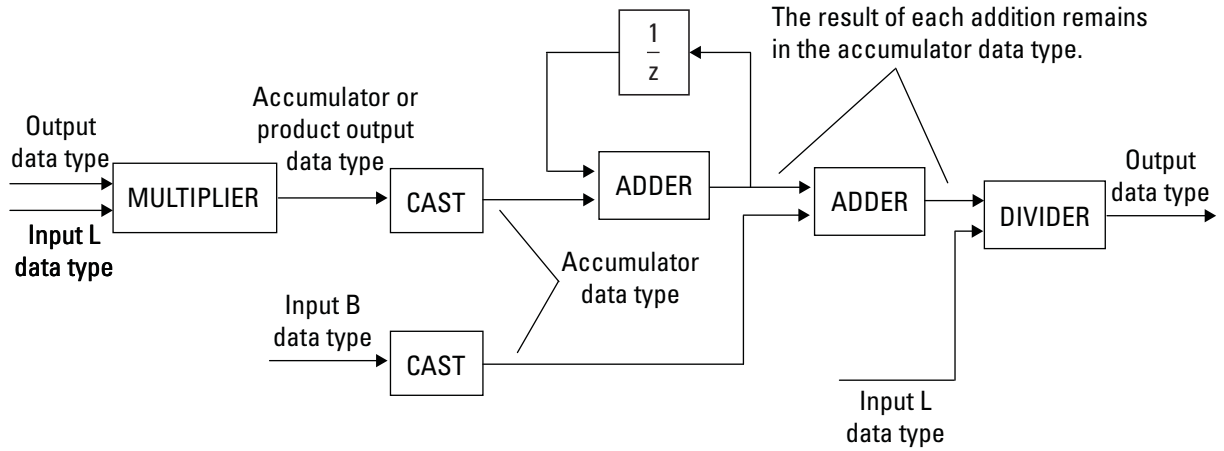 The result of each addition remains
in the accumulator data type.
1
z
Accumulator or
product output
data type
Output
data type
MULTIPLIER
Input L
data type
CAST
ADDER
ADDER
Output
data type
DIVIDER
Accumulator
data type
Input B
data type
CAST
Input L
data type